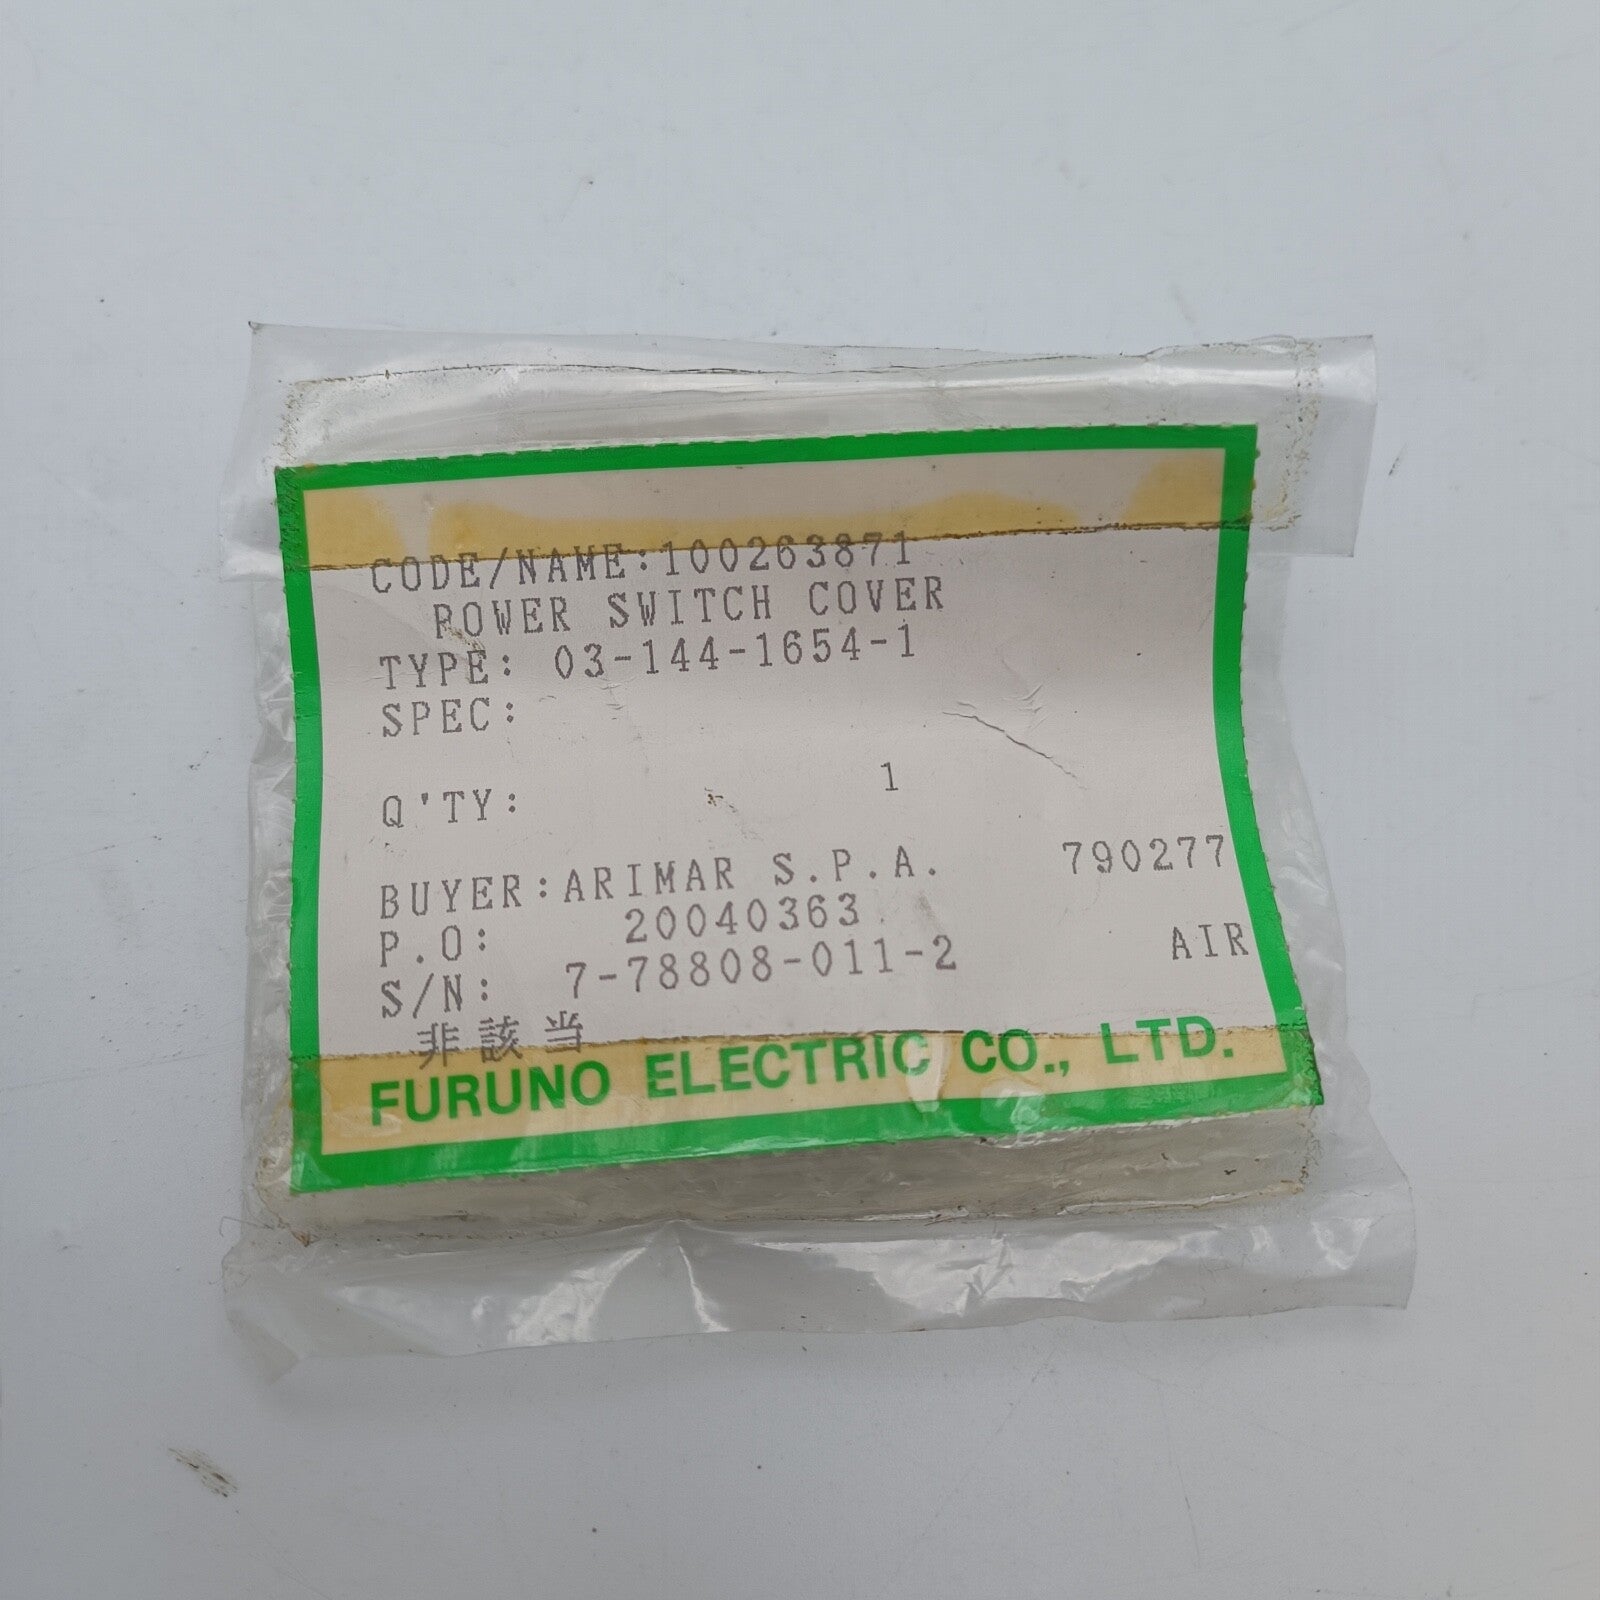 CODE/NAME:100263871
POWER SWITCH COVER
TYPE: 03-144-1654-1
SPEC:
Q'TY: 1
BUYER:ARIMAR S.P.A. 790277
P.O: 20040363
S/N: 7-78808-011-2 AIR
非該当
FURUNO ELECTRIC CO., LTD.